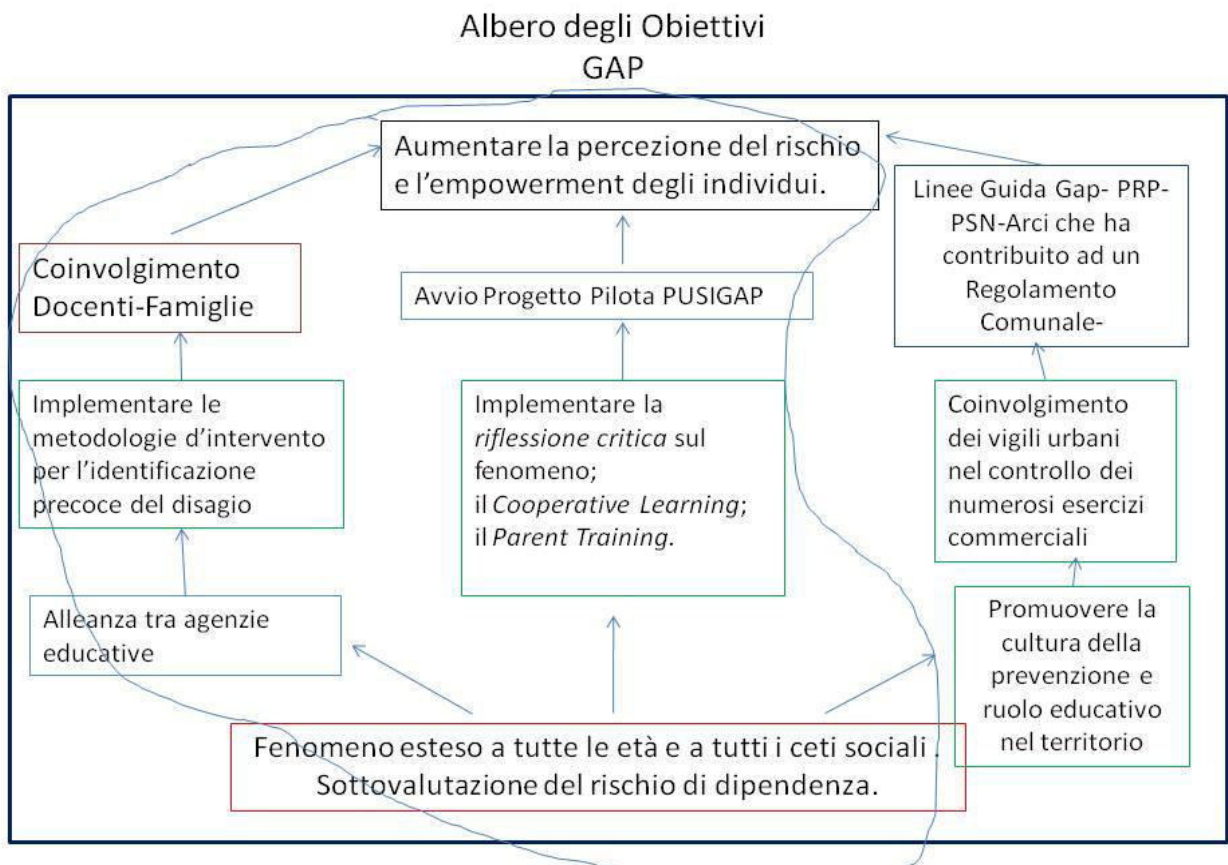 Albero degli Obiettivi
GAP
Aumentare la percezione del rischio
e l'empowerment degli individui.
Coinvolgimento
Docenti-Famiglie
Avvio Progetto Pilota PUSIGAP
Linee Guida Gap- PRP-
PSN-Arci che ha
contribuito ad un
Regolamento
Comunale-
Implementare le
metodologie d'intervento
per l'identificazione
precoce del disagio
Implementare la
riflessione critica sul
fenomeno;
il Cooperative Learning;
il Parent Training.
Coinvolgimento
dei vigili urbani
nel controllo dei
numerosi esercizi
commerciali
Alleanza tra agenzie
educative
Promuovere la
cultura della
prevenzione e
ruolo educativo
nel territorio
Fenomeno esteso a tutte le età e a tutti i ceti sociali .
Sottovalutazione del rischio di dipendenza.